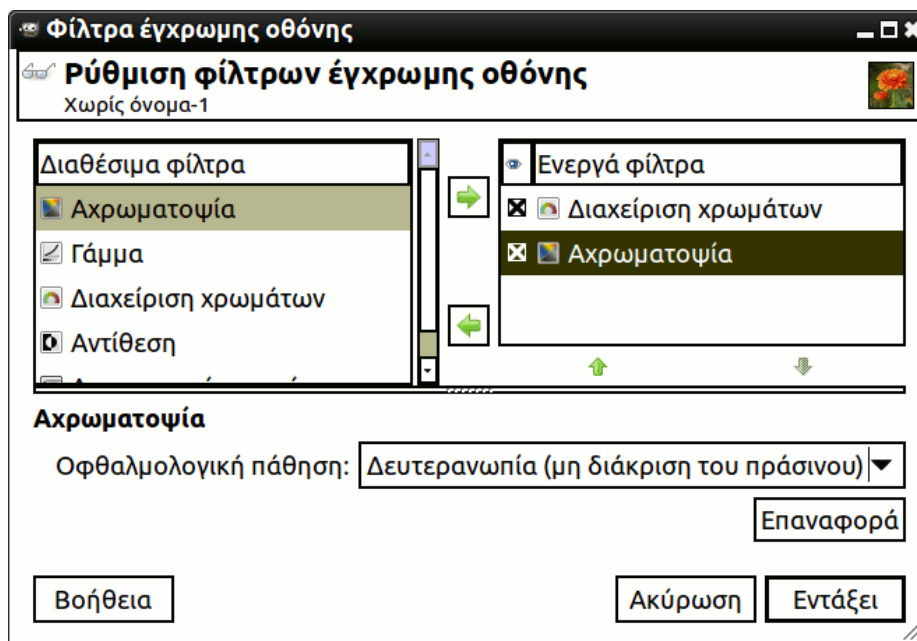 Φίλτρα έγχρωμης οθόνης
Ρύθμιση φίλτρων έγχρωμης οθόνης
Χωρίς όνομα-1
Διαθέσιμα φίλτρα
Αχρωματοψία
Γάμμα
Διαχείριση χρωμάτων
Αντίθεση
Ενεργά φίλτρα
Διαχείριση χρωμάτων
Αχρωματοψία
Αχρωματοψία
Οφθαλμολογική πάθηση: Δευτερανωπία (μη διάκριση του πράσινου)
Επαναφορά
Βοήθεια Ακύρωση Εντάξει